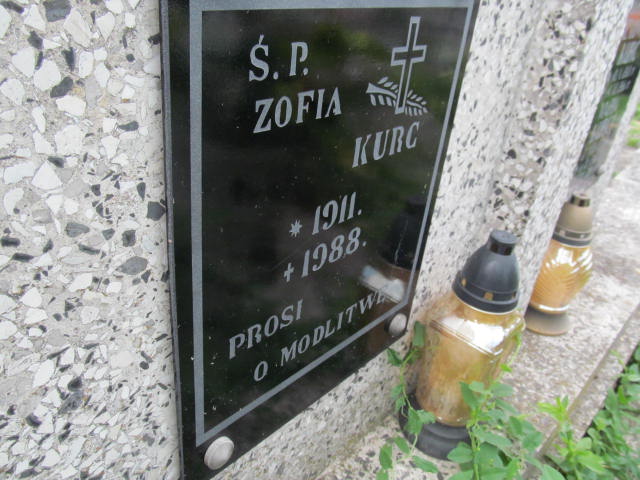 Ś. P.
ZOFIA
KURC
* 1911.
+ 1988.
PROSI
O MODLITWĘ